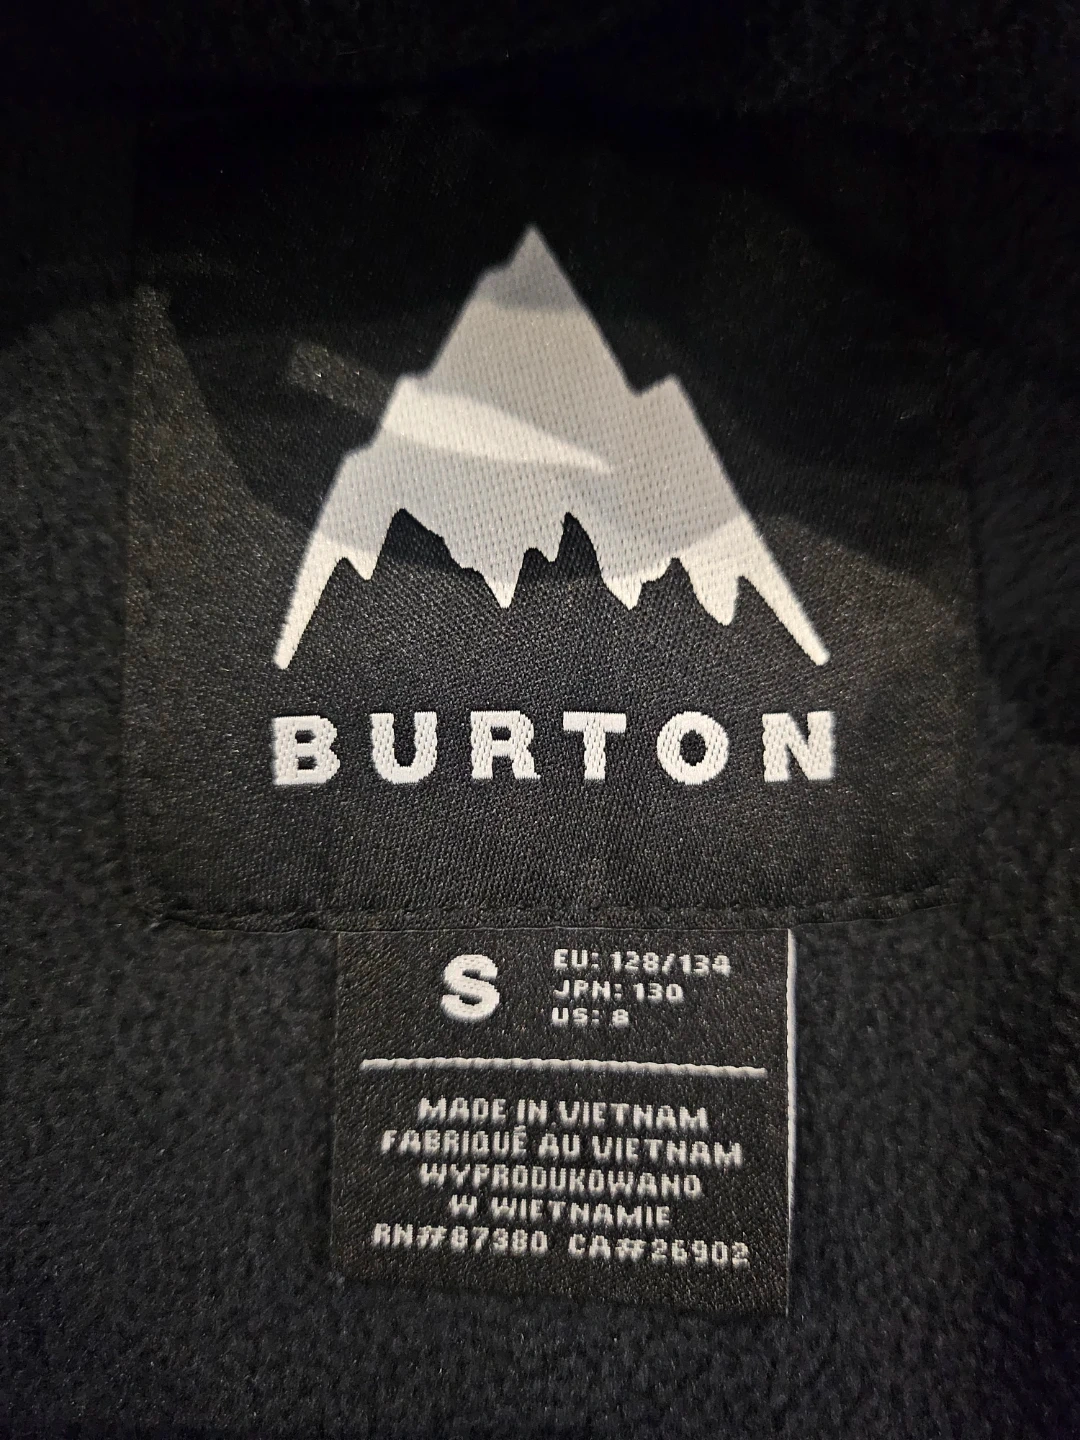 BURTON
S
EU: 128/134
JPN: 130
US: 8
MADE IN VIETNAM
FABRIQUÉ AU VIETNAM
WYPRODUKOWANO
W WIETNAMIE
RN#87380 CA#26902